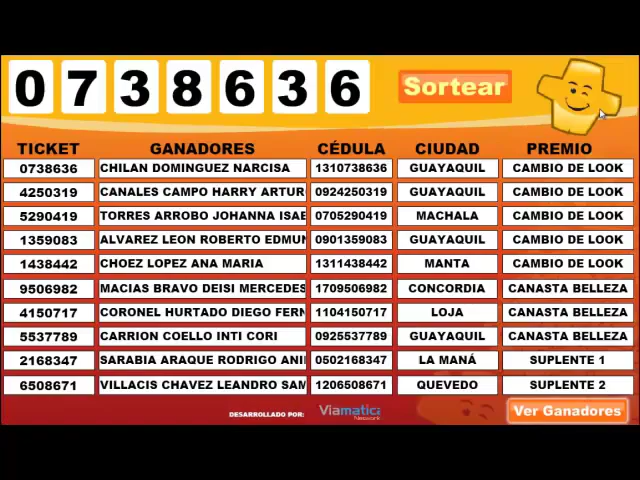 0738636
Sortear
TICKET GANADORES CÉDULA CIUDAD PREMIO
0738636 CHILAN DOMINGUEZ NARCISA 1310738636 GUAYAQUIL CAMBIO DE LOOK
4250319 CANALES CAMPO HARRY ARTUR 0924250319 GUAYAQUIL CAMBIO DE LOOK
5290419 TORRES ARROBO JOHANNA ISAE 0705290419 MACHALA CAMBIO DE LOOK
1359083 ALVAREZ LEON ROBERTO EDMUN 0901359083 GUAYAQUIL CAMBIO DE LOOK
1438442 CHOEZ LOPEZ ANA MARIA 1311438442 MANTA CAMBIO DE LOOK
9506982 MACIAS BRAVO DEISI MERCEDES 1709506982 CONCORDIA CANASTA BELLEZA
4150717 CORONEL HURTADO DIEGO FERN 1104150717 LOJA CANASTA BELLEZA
5537789 CARRION COELLO INTI CORI 0925537789 GUAYAQUIL CANASTA BELLEZA
2168347 SARABIA ARAQUE RODRIGO ANI 0502168347 LA MANÁ SUPLENTE 1
6508671 VILLACIS CHAVEZ LEANDRO SAM 1206508671 QUEVEDO SUPLENTE 2
DESARROLLADO POR: Viamatica Network
Ver Ganadores